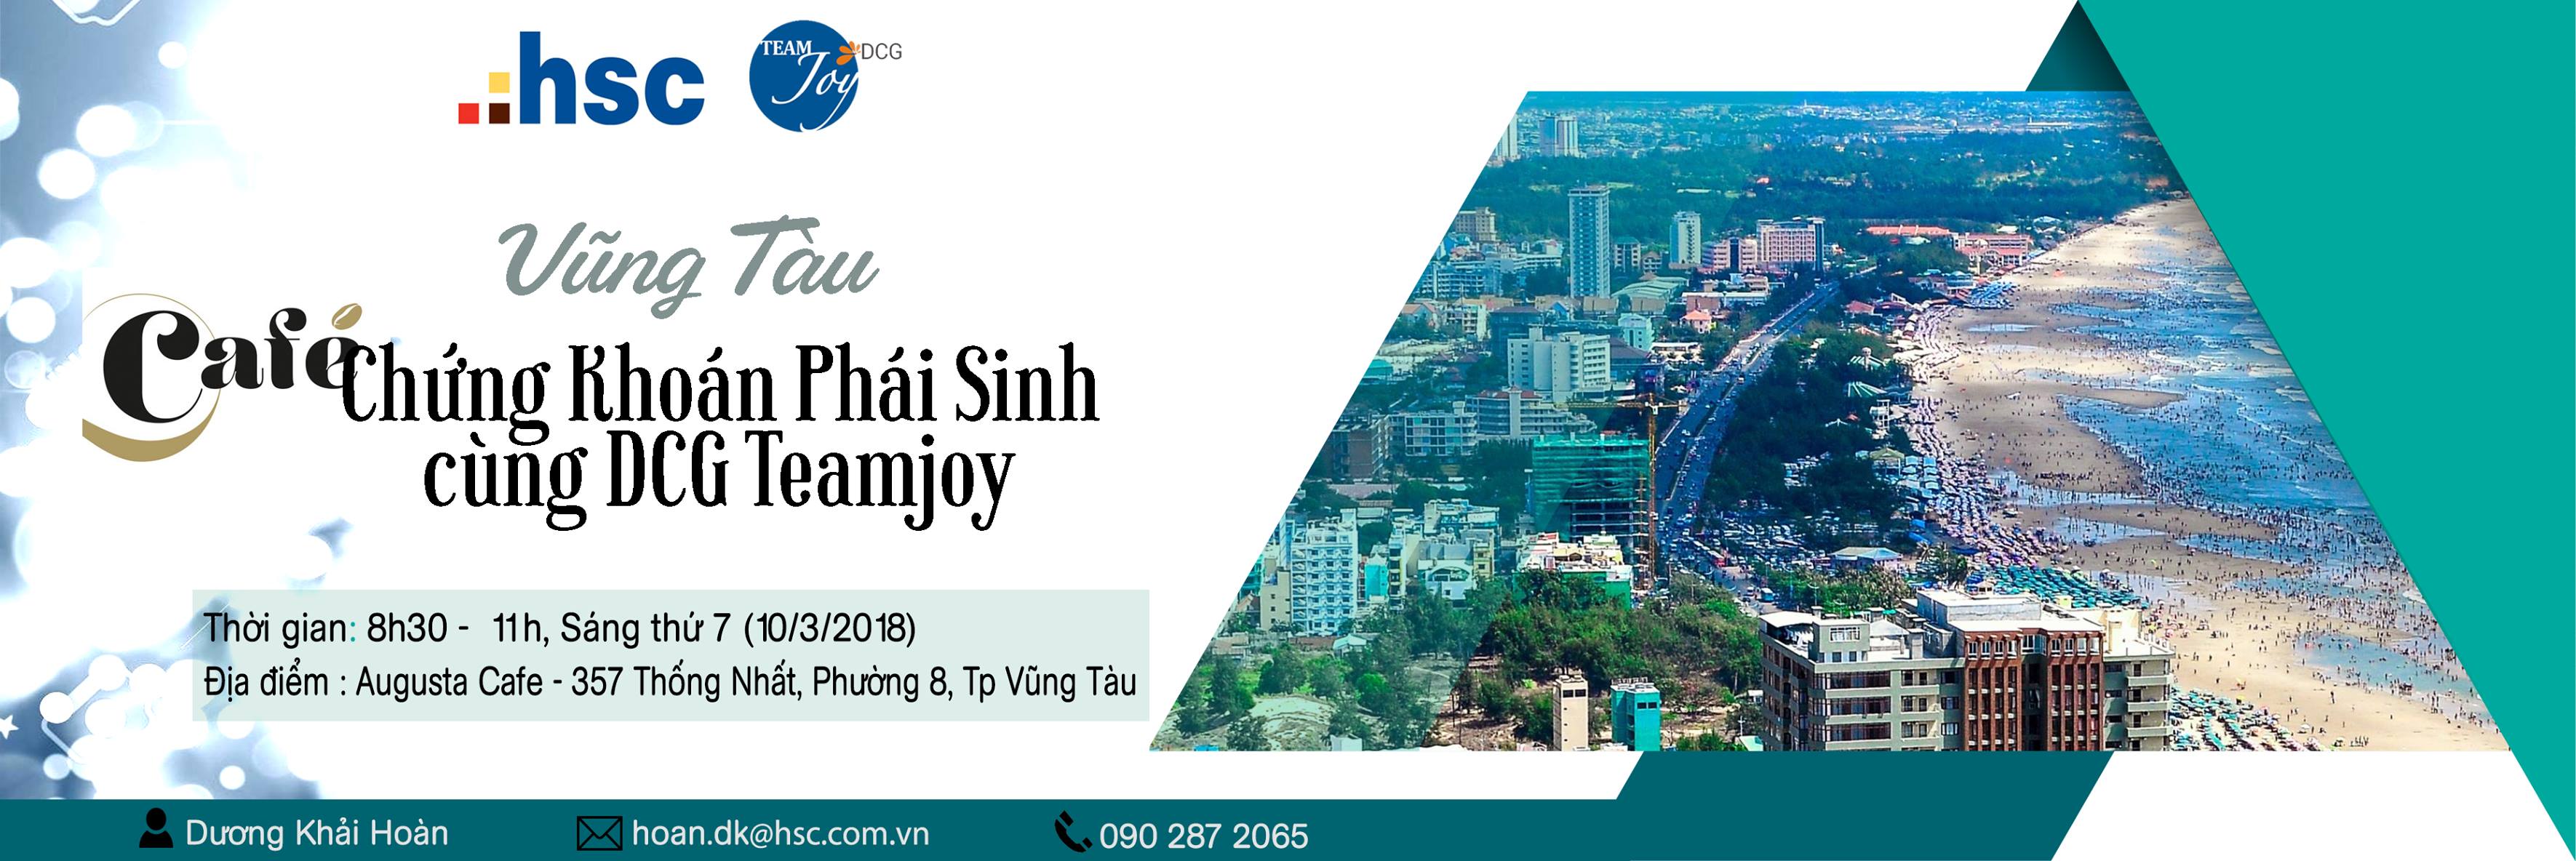 hsc
TEAM
Joy
DCG
Vũng Tàu
Café
Chứng Khoán Phái Sinh
cùng DCG Teamjoy
Thời gian: 8h30 - 11h, Sáng thứ 7 (10/3/2018)
Địa điểm : Augusta Cafe - 357 Thống Nhất, Phường 8, Tp Vũng Tàu
Dương Khải Hoàn
hoan.dk@hsc.com.vn
090 287 2065